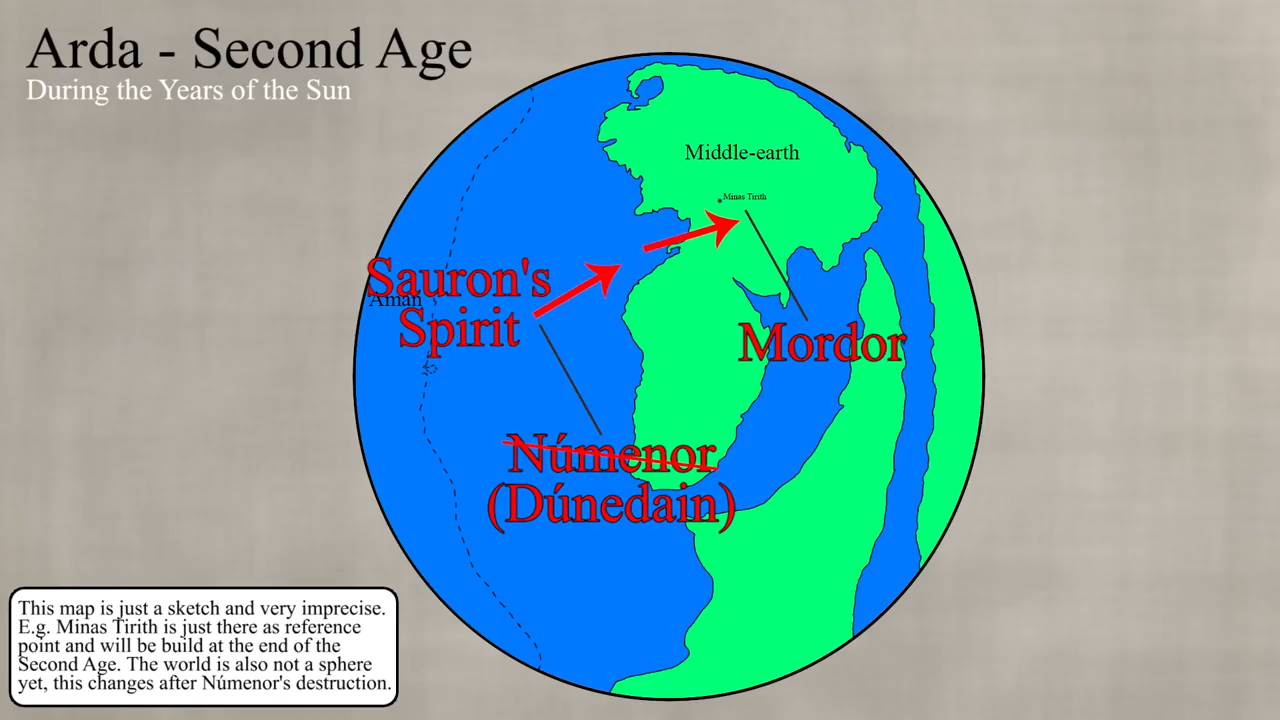 Arda - Second Age
During the Years of the Sun
Middle-earth
Minas Tirith
Sauron's
Aman
Spirit
Mordor
Númenor
(Dúnedain)
This map is just a sketch and very imprecise.
E.g. Minas Tirith is just there as reference
point and will be build at the end of the
Second Age. The world is also not a sphere
yet, this changes after Númenor's destruction.